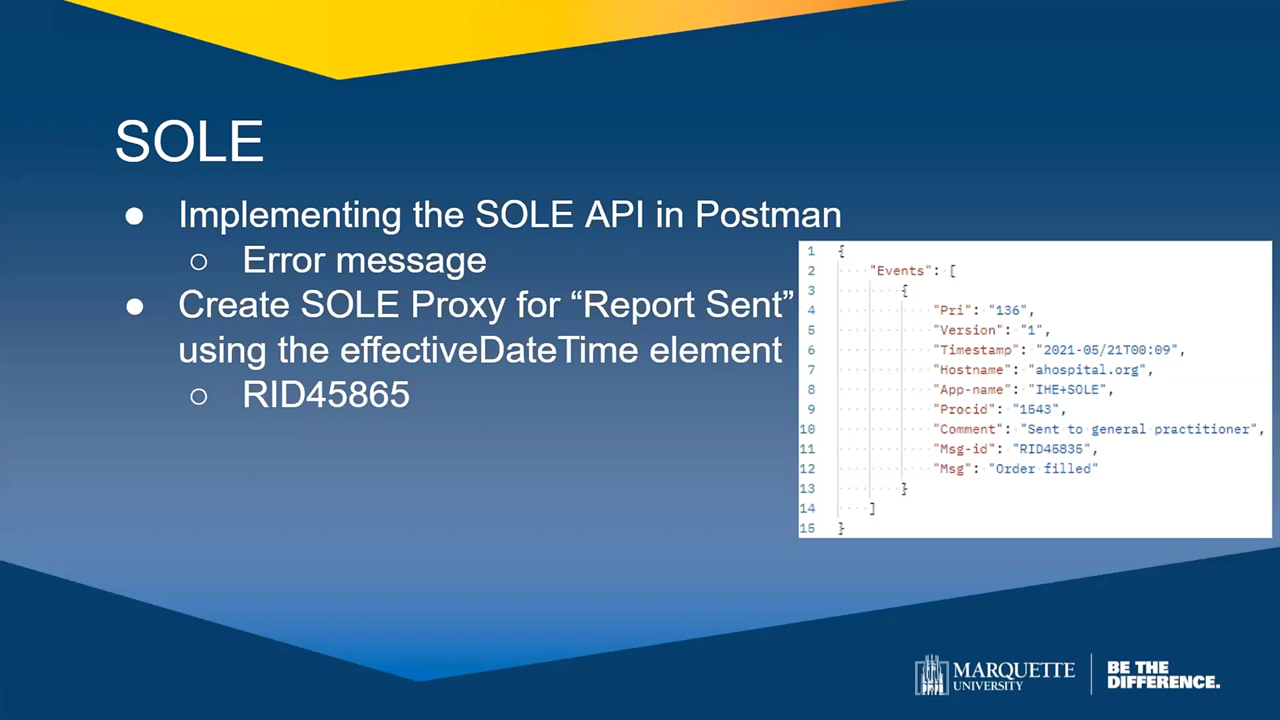 SOLE
● Implementing the SOLE API in Postman
○ Error message
● Create SOLE Proxy for “Report Sent”
using the effectiveDateTime element
○ RID45865
1 {
2 ····"Events": [
3 ········{
4 "Pri": "136",
5 "Version": "1",
6 "Timestamp": "2021-05/21T00:09",
7 "Hostname": "ahospital.org",
8 "App-name": "IHE+SOLE",
9 "Procid": "1543",
10 "Comment": "Sent to general practitioner",
11 "Msg-id": "RID45835",
12 "Msg": "Order filled"
13 ········}
14 ····]
15 }
MARQUETTE
UNIVERSITY
BE THE
DIFFERENCE.